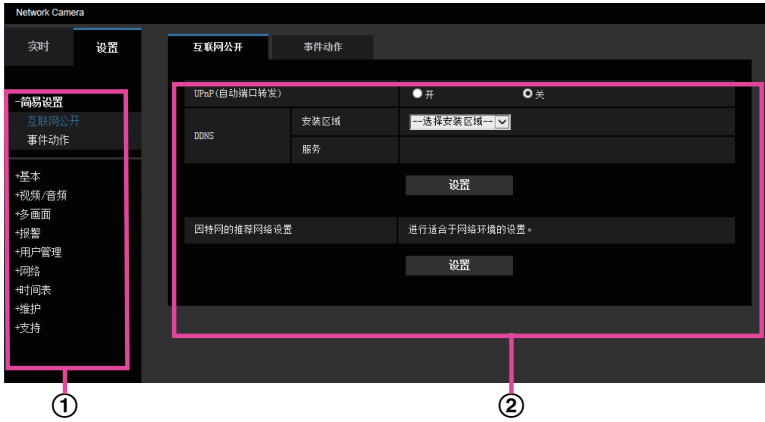 Network Camera
实时 设置 互联网公开 事件动作
-简易设置
互联网公开
事件动作
+基本
+视频/音频
+多画面
+报警
+用户管理
+网络
+时间表
+维护
+支持
UPnP(自动端口转发) 开 关
DDNS 安装区域 --选择安装区域--
服务
设置
因特网的推荐网络设置 进行适合于网络环境的设置。
设置
① ②